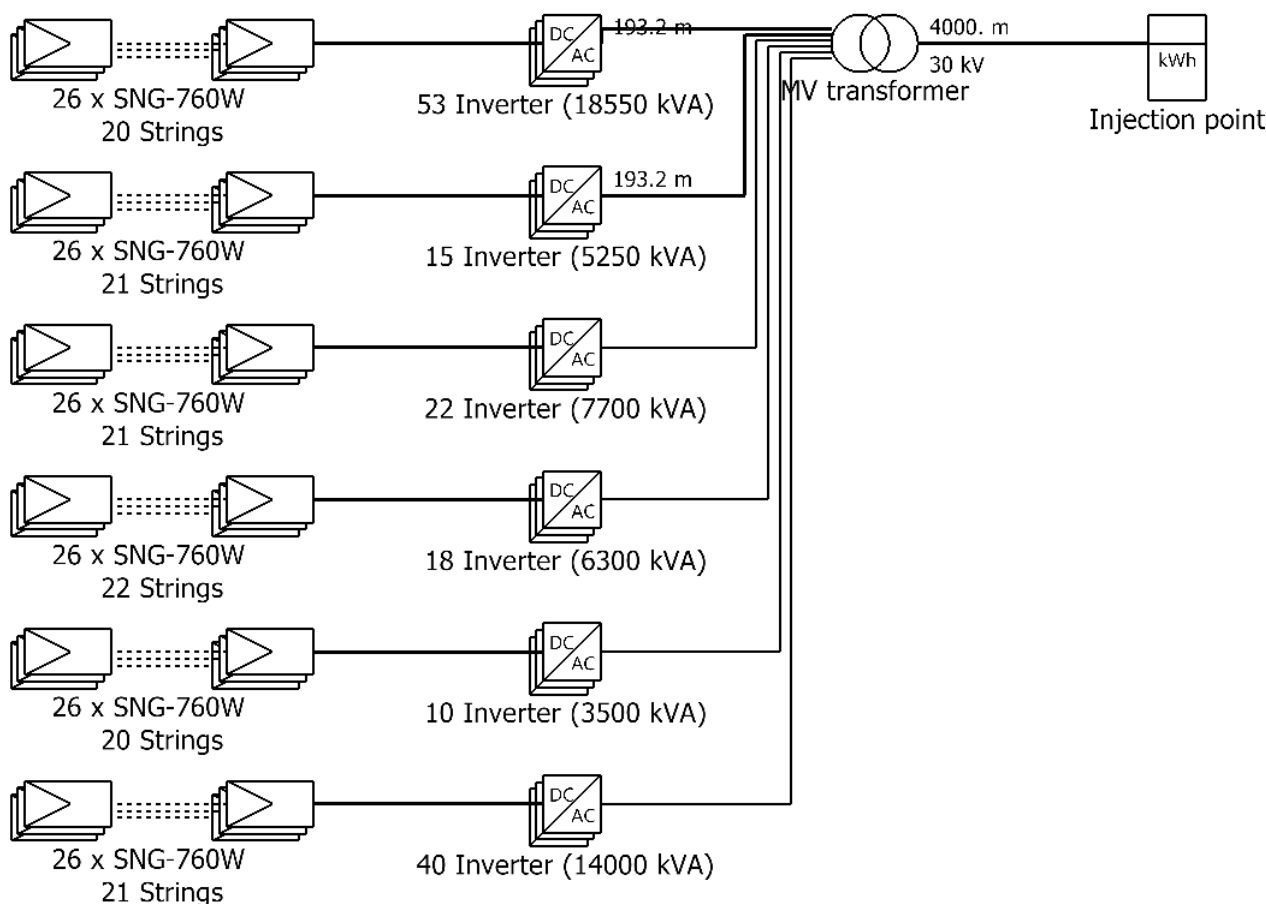 DC
AC
193.2 m
4000. m
30 kV
kWh
26 x SNG-760W
20 Strings
53 Inverter (18550 kVA)
MV transformer
Injection point
DC
AC
193.2 m
26 x SNG-760W
21 Strings
15 Inverter (5250 kVA)
DC
AC
26 x SNG-760W
21 Strings
22 Inverter (7700 kVA)
DC
AC
26 x SNG-760W
22 Strings
18 Inverter (6300 kVA)
DC
AC
26 x SNG-760W
20 Strings
10 Inverter (3500 kVA)
DC
AC
26 x SNG-760W
21 Strings
40 Inverter (14000 kVA)